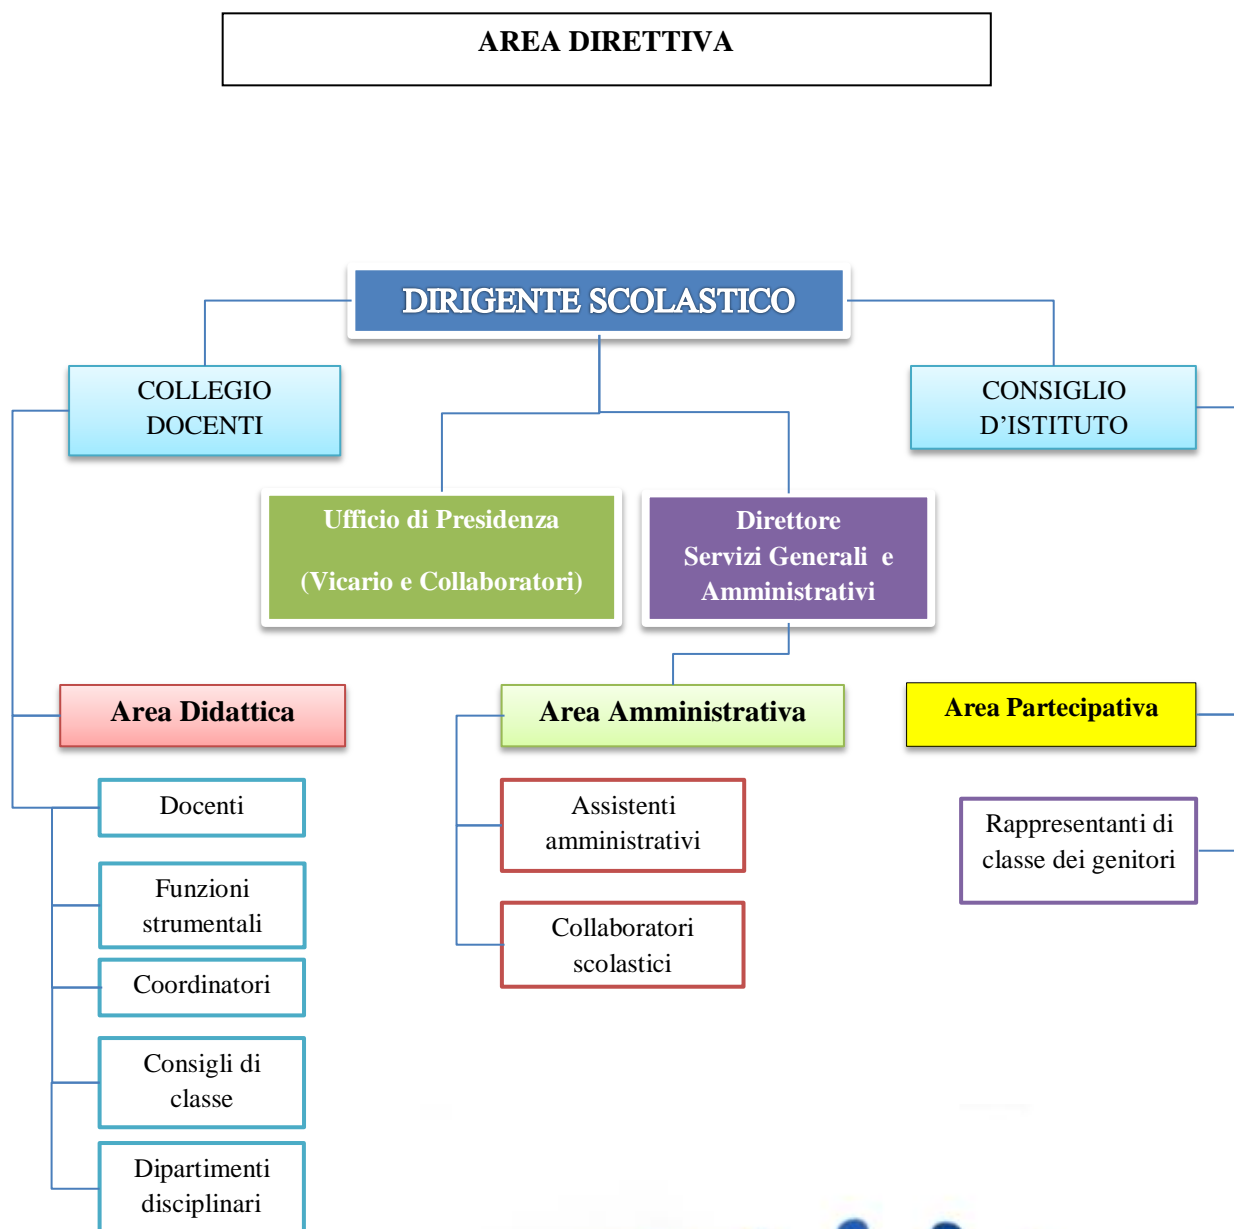 AREA DIRETTIVA
DIRIGENTE SCOLASTICO
COLLEGIO
DOCENTI
CONSIGLIO
D’ISTITUTO
Ufficio di Presidenza
(Vicario e Collaboratori)
Direttore
Servizi Generali e
Amministrativi
Area Didattica
Area Amministrativa
Area Partecipativa
Docenti
Funzioni
strumentali
Coordinatori
Consigli di
classe
Dipartimenti
disciplinari
Assistenti
amministrativi
Collaboratori
scolastici
Rappresentanti di
classe dei genitori